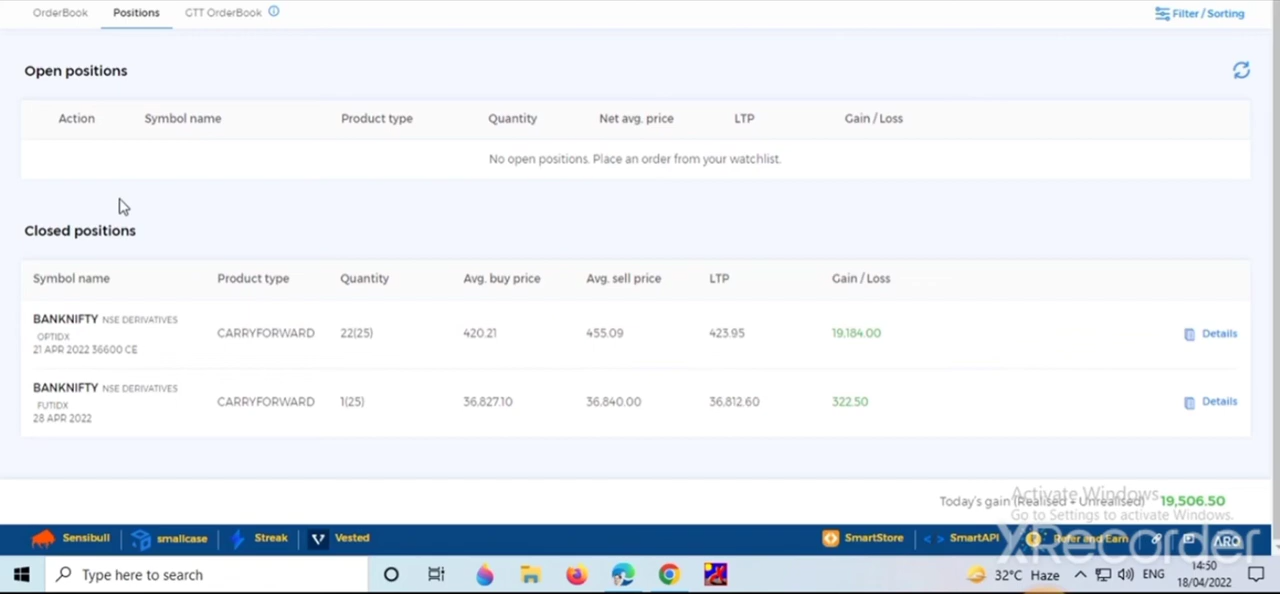 OrderBook Positions GTT OrderBook Filter / Sorting
Open positions
Action Symbol name Product type Quantity Net avg. price LTP Gain / Loss
No open positions. Place an order from your watchlist.
Closed positions
Symbol name Product type Quantity Avg. buy price Avg. sell price LTP Gain / Loss
BANKNIFTY NSE DERIVATIVES
OPTIDX
21 APR 2022 36600 CE
CARRYFORWARD 22(25) 420.21 455.09 423.95 19,184.00 Details
BANKNIFTY NSE DERIVATIVES
FUTIDX
28 APR 2022
CARRYFORWARD 1(25) 36,827.10 36,840.00 36,812.60 322.50 Details
Today's gain (Realised + Unrealised) 19,506.50
Activate Windows
Go to Settings to activate Windows.
Sensibull smallcase Streak Vested SmartStore SmartAPI Refer and Earn ARQ
XRecorder
Type here to search 32°C Haze ENG 14:50
18/04/2022